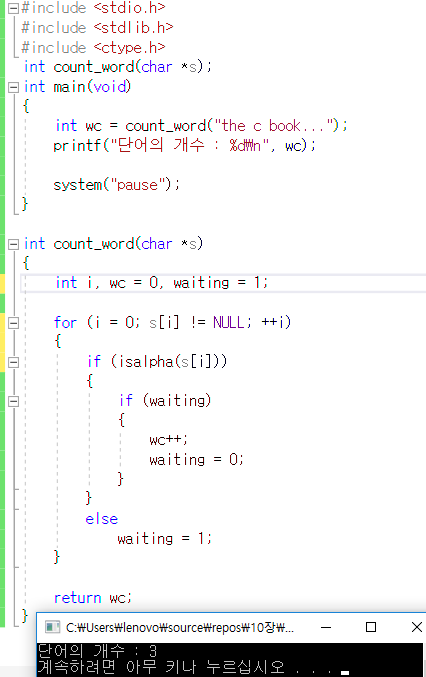 #include <stdio.h>
#include <stdlib.h>
#include <ctype.h>
int count_word(char *s);
int main(void)
{
    int wc = count_word("the c book...");
    printf("단어의 개수 : %d₩n", wc);

    system("pause");
}

int count_word(char *s)
{
    int i, wc = 0, waiting = 1;

    for (i = 0; s[i] != NULL; ++i)
    {
        if (isalpha(s[i]))
        {
            if (waiting)
            {
                wc++;
                waiting = 0;
            }
        }
        else
            waiting = 1;
    }

    return wc;
}
C:₩Users₩lenovo₩source₩repos₩10장₩...
단어의 개수 : 3
계속하려면 아무 키나 누르십시오 . . .